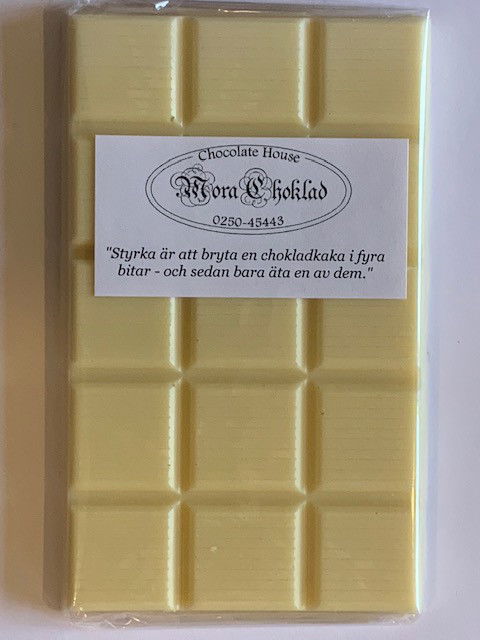 Chocolate House
Mora Choklad
0250-45443
"Styrka är att bryta en chokladkaka i fyra
bitar - och sedan bara äta en av dem."